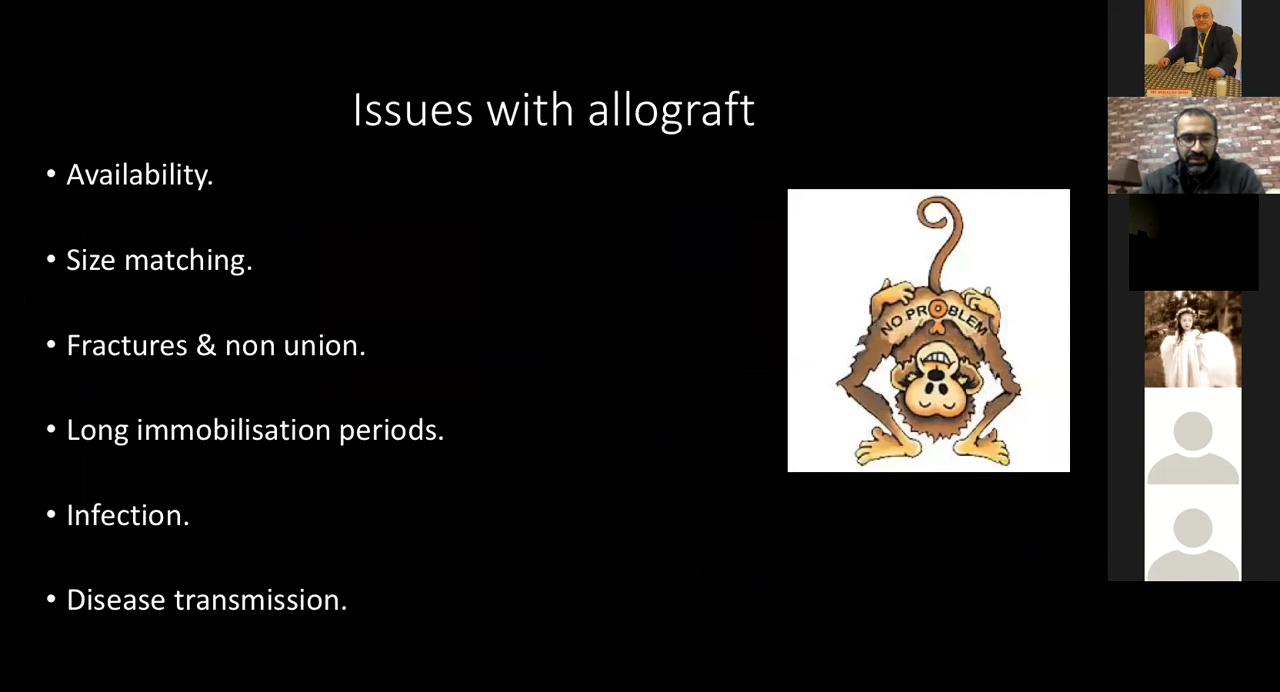 Issues with allograft
• Availability.
• Size matching.
• Fractures & non union.
• Long immobilisation periods.
• Infection.
• Disease transmission.
NO PROBLEM